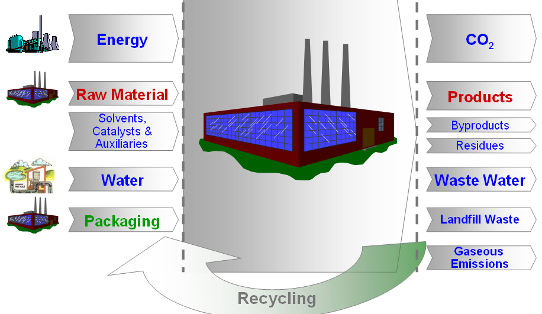 Energy
Raw Material
Solvents,
Catalysts &
Auxiliaries
Water
Packaging
CO2
Products
Byproducts
Residues
Waste Water
Landfill Waste
Gaseous
Emissions
Recycling